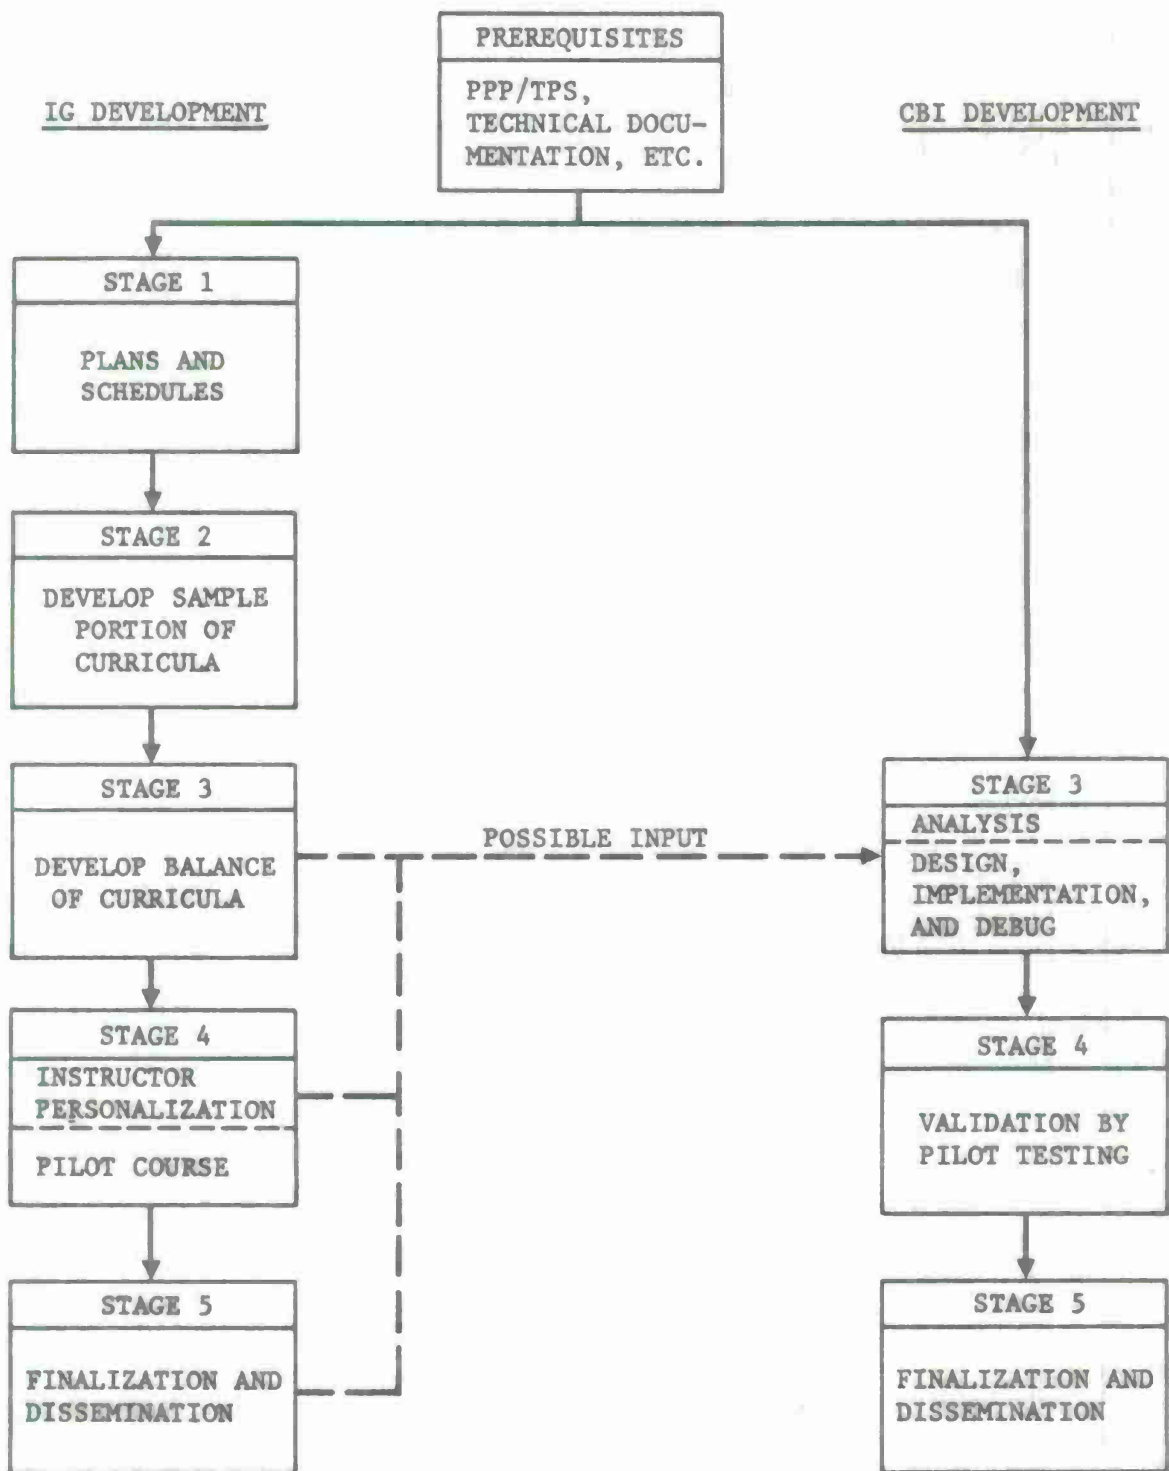 PREREQUISITES
PPP/TPS,
TECHNICAL DOCU-
MENTATION, ETC.
IG DEVELOPMENT
CBI DEVELOPMENT
STAGE 1
PLANS AND
SCHEDULES
STAGE 2
DEVELOP SAMPLE
PORTION OF
CURRICULA
STAGE 3
DEVELOP BALANCE
OF CURRICULA
POSSIBLE INPUT
STAGE 3
ANALYSIS
DESIGN,
IMPLEMENTATION,
AND DEBUG
STAGE 4
INSTRUCTOR
PERSONALIZATION
PILOT COURSE
STAGE 4
VALIDATION BY
PILOT TESTING
STAGE 5
FINALIZATION AND
DISSEMINATION
STAGE 5
FINALIZATION AND
DISSEMINATION